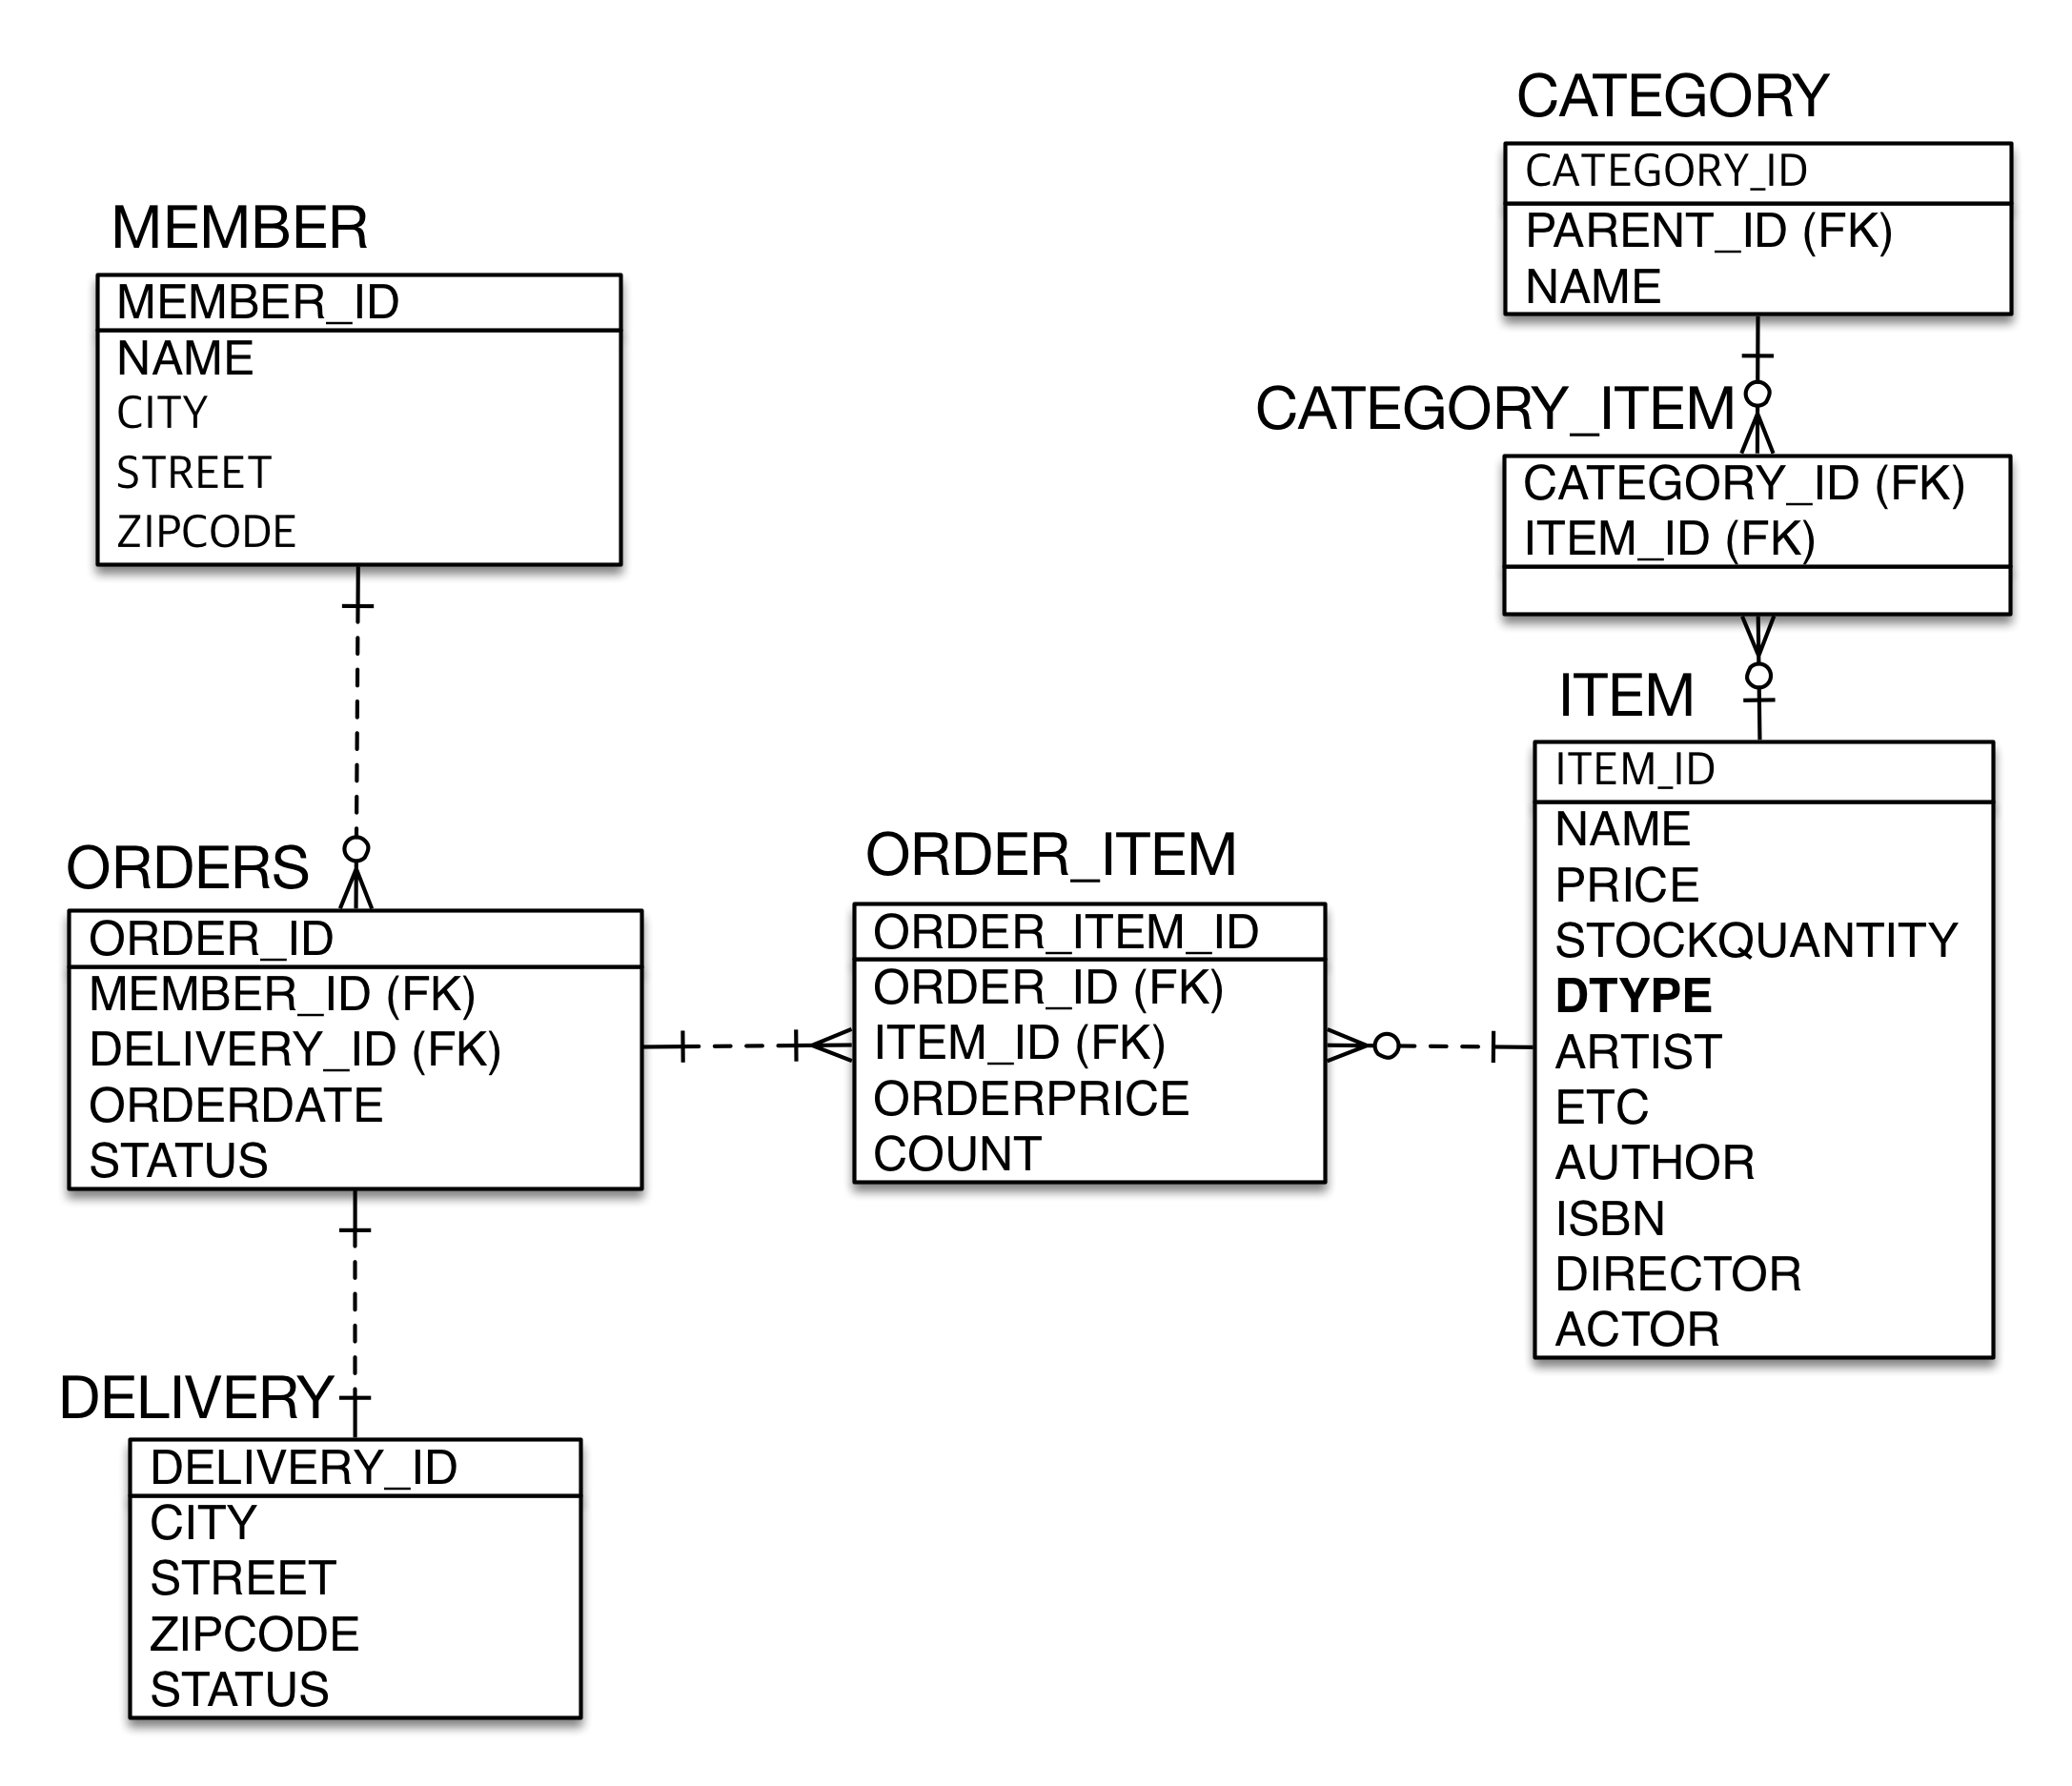 MEMBER
MEMBER_ID
NAME
CITY
STREET
ZIPCODE
ORDERS
ORDER_ID
MEMBER_ID (FK)
DELIVERY_ID (FK)
ORDERDATE
STATUS
DELIVERY
DELIVERY_ID
CITY
STREET
ZIPCODE
STATUS
ORDER_ITEM
ORDER_ITEM_ID
ORDER_ID (FK)
ITEM_ID (FK)
ORDERPRICE
COUNT
CATEGORY
CATEGORY_ID
PARENT_ID (FK)
NAME
CATEGORY_ITEM
CATEGORY_ID (FK)
ITEM_ID (FK)
ITEM
ITEM_ID
NAME
PRICE
STOCKQUANTITY
DTYPE
ARTIST
ETC
AUTHOR
ISBN
DIRECTOR
ACTOR